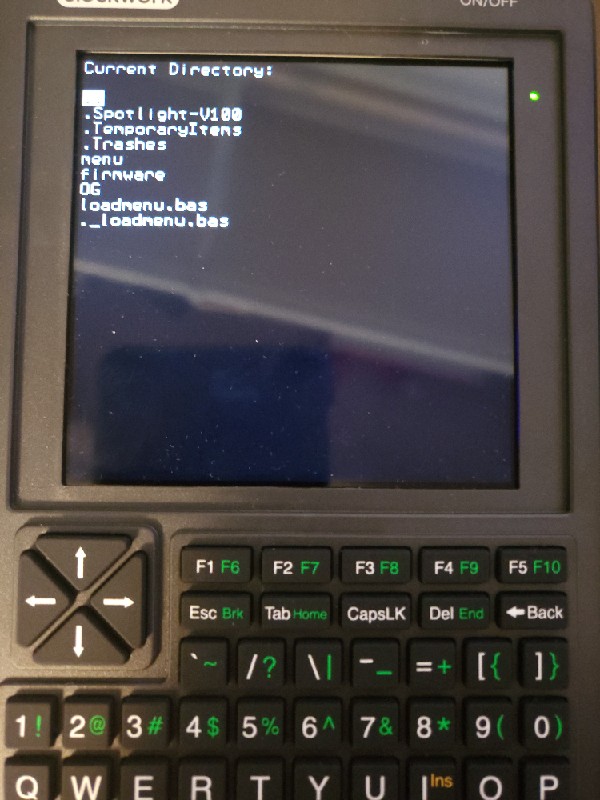 ON/OFF
Current Directory:
..
.Spotlight-V100
.TemporaryItems
.Trashes
menu
firmware
OG
loadmenu.bas
._loadmenu.bas
F1 F6 F2 F7 F3 F8 F4 F9 F5 F10
Esc Brk Tab Home CapsLK Del End ←Back
` ~ / ? \ | - _ = + [ { ] }
1 ! 2 @ 3 # 4 $ 5 % 6 ^ 7 & 8 * 9 ( 0 )
Q W E R T Y U I Ins O P